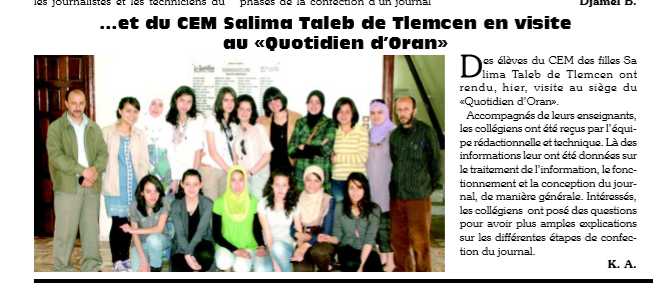 les journalistes et les techniciens du
phases de la confection d'un journal
Djamel B.
...et du CEM Salima Taleb de Tlemcen en visite
au «Quotidien d'Oran»
Des élèves du CEM des filles Sa
lima Taleb de Tlemcen ont
rendu, hier, visite au siège du
«Quotidien d'Oran».
Accompagnés de leurs enseignants,
les collégiens ont été reçus par l'équi-
pe rédactionnelle et technique. Là des
informations leur ont été données sur
le traitement de l'information, le fonc-
tionnement et la conception du jour-
nal, de manière générale. Intéressés,
les collégiens ont posé des questions
pour avoir plus amples explications
sur les différentes étapes de confec-
tion du journal.
K. A.